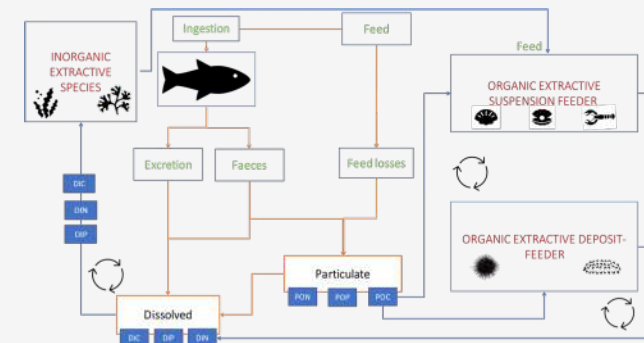 INORGANIC
EXTRACTIVE
SPECIES
Ingestion
Feed
Feed
ORGANIC EXTRACTIVE
SUSPENSION FEEDER
Excretion
Faeces
Feed losses
DIC
DIN
DIP
ORGANIC EXTRACTIVE DEPOSIT-
FEEDER
Particulate
PON
POP
POC
Dissolved
DIC
DIP
DIN